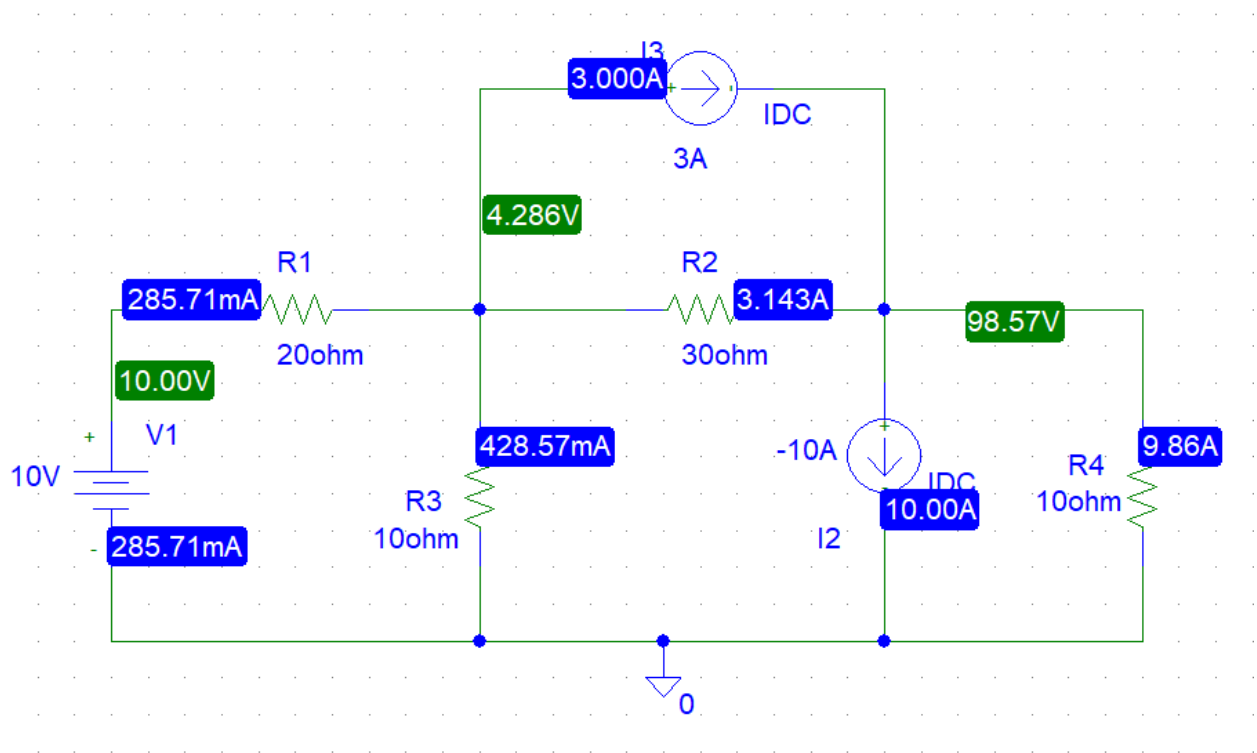 I3
3.000A
+
-
IDC
3A
4.286V
R1
R2
285.71mA
3.143A
98.57V
20ohm
30ohm
10.00V
+
V1
+
10V
428.57mA
-10A
9.86A
R4
R3
IDC
10ohm
10.00A
10ohm
I2
-
285.71mA
0